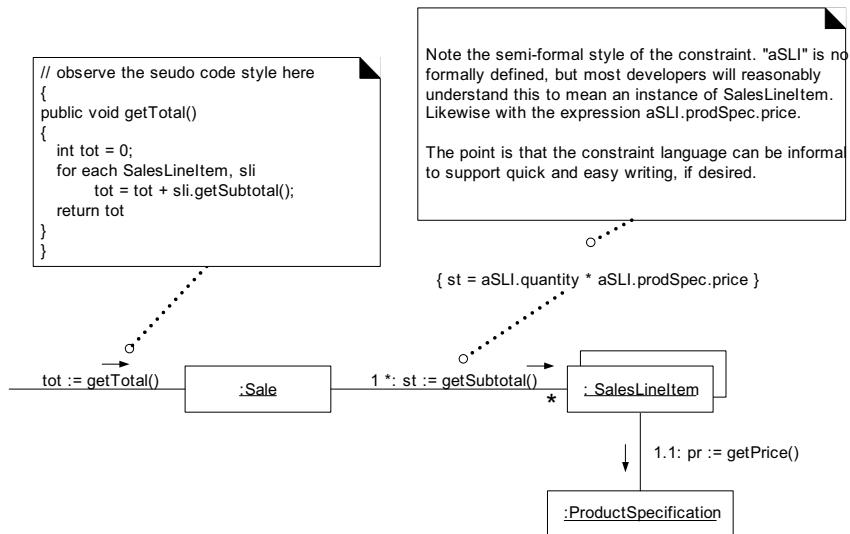 // observe the seudo code style here
{
public void getTotal()
{
int tot = 0;
for each SalesLineItem, sli
tot = tot + sli.getSubtotal();
return tot
}
}
Note the semi-formal style of the constraint. "aSLI" is no
formally defined, but most developers will reasonably
understand this to mean an instance of SalesLineItem.
Likewise with the expression aSLI.prodSpec.price.
The point is that the constraint language can be informal
to support quick and easy writing, if desired.
{ st = aSLI.quantity * aSLI.prodSpec.price }
tot := getTotal()
:Sale
1 *: st := getSubtotal()
*
: SalesLineItem
1.1: pr := getPrice()
:ProductSpecification